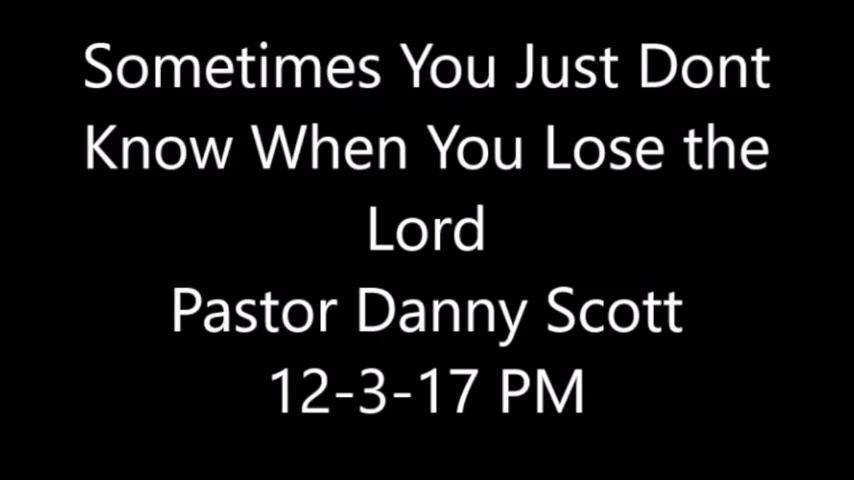 Sometimes You Just Dont
Know When You Lose the
Lord
Pastor Danny Scott
12-3-17 PM